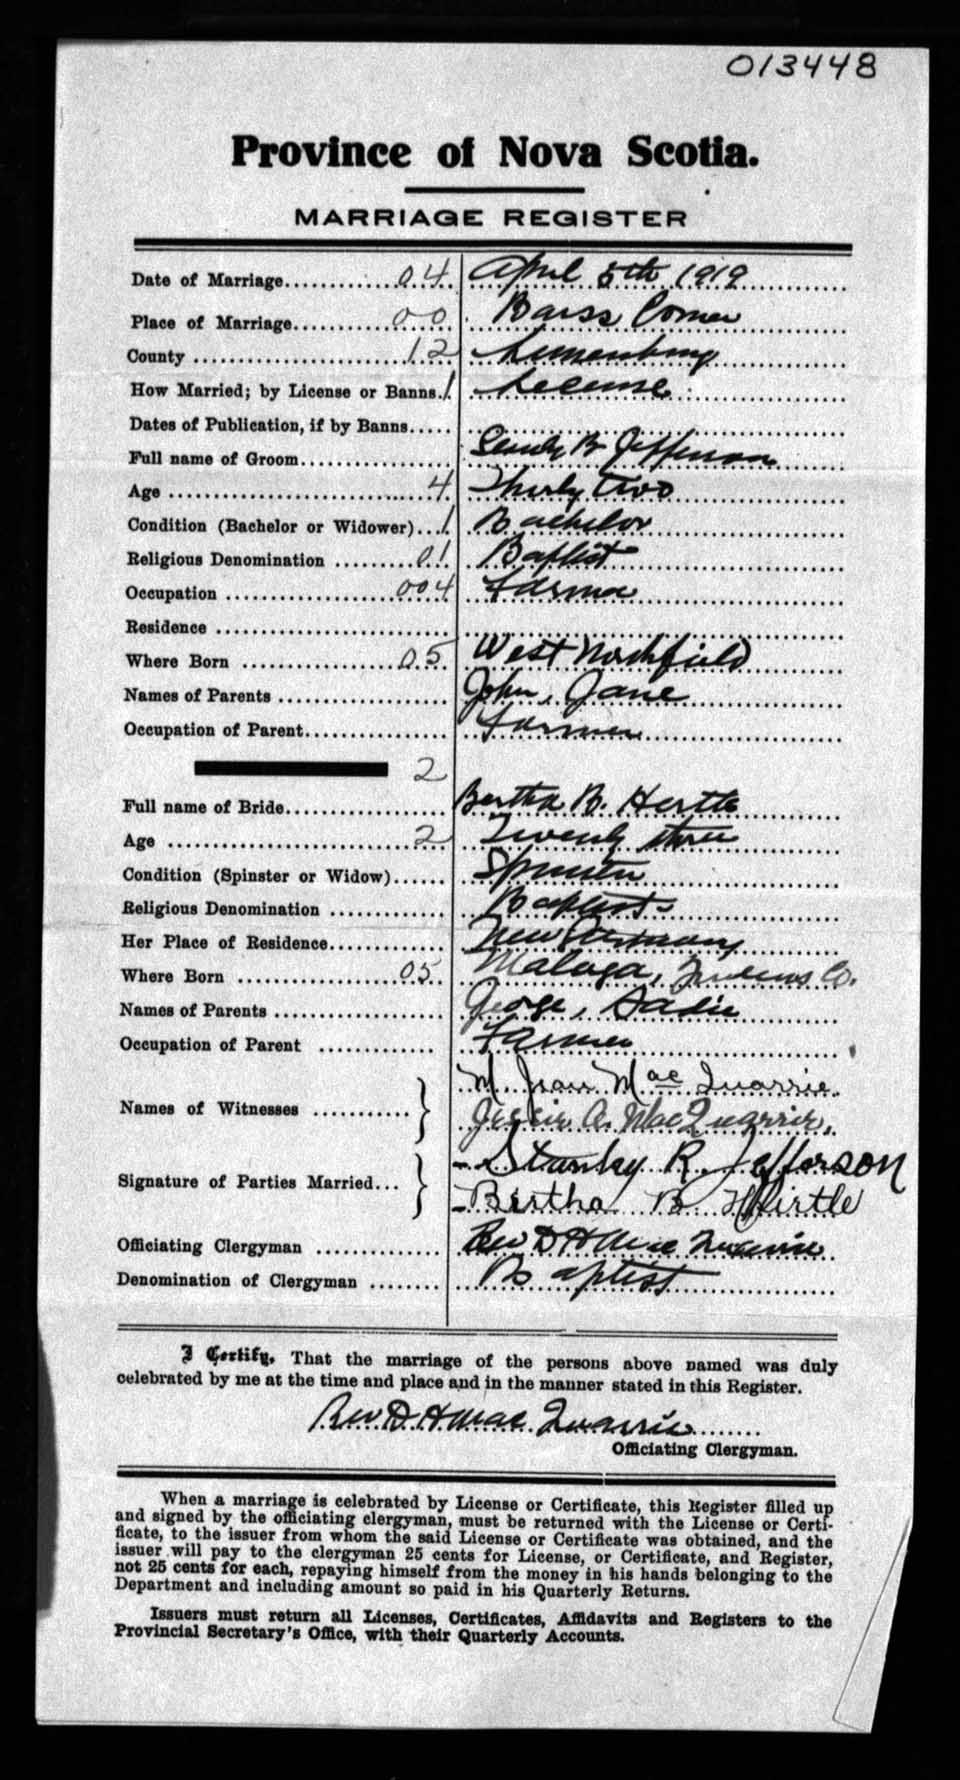 013448
Province of Nova Scotia.
MARRIAGE REGISTER
Date of Marriage.............04... April 5th 1919
Place of Marriage...........00... Barss Corner
County ........................12 Lunenburg
How Married; by License or Banns.1 License
Dates of Publication, if by Banns.....
Full name of Groom................ B Jefferson
Age ............................4. Thirty Two
Condition (Bachelor or Widower)...1 Bachelor
Religious Denomination ........01. Baptist
Occupation ..................004 Farmer
Residence ............................
Where Born ................05 West Northfield
Names of Parents .................. John, Jane
Occupation of Parent................. Farmer
2
Full name of Bride................... Bertha B. Hertle
Age ..........................2 Twenty three
Condition (Spinster or Widow)...... Spinster
Religious Denomination ............ Baptist
Her Place of Residence............. New Germany
Where Born .................05. Malaga, Queens Co.
Names of Parents .................. George, Sadie
Occupation of Parent ............. Farmer
M. Jean MacQuarrie.
Names of Witnesses ........... }
Jessie A. MacQuarrie.
Stanley R. Jefferson
Signature of Parties Married... }
Bertha B Hirtle
Officiating Clergyman ............. Rev D H MacQuarrie
Denomination of Clergyman ........ Baptist
I Certify, That the marriage of the persons above named was duly
celebrated by me at the time and place and in the manner stated in this Register.
Rev D. H. MacQuarrie........
Officiating Clergyman.
When a marriage is celebrated by License or Certificate, this Register filled up
and signed by the officiating clergyman, must be returned with the License or Certi-
ficate, to the issuer from whom the said License or Certificate was obtained, and the
issuer will pay to the clergyman 25 cents for License, or Certificate, and Register,
not 25 cents for each, repaying himself from the money in his hands belonging to the
Department and including amount so paid in his Quarterly Returns.
Issuers must return all Licenses, Certificates, Affidavits and Registers to the
Provincial Secretary's Office, with their Quarterly Accounts.